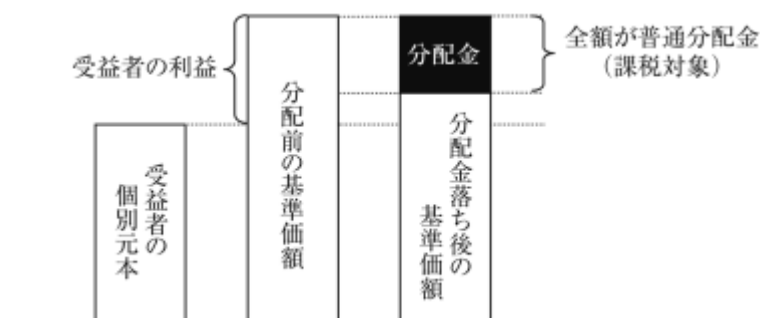 受益者の利益
受益者の
個別元本
分配前の基準価額
分配金
分配金落ち後の
基準価額
全額が普通分配金
（課税対象）